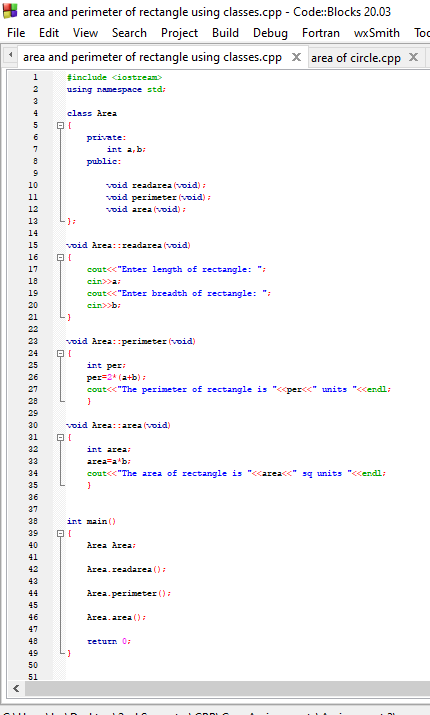 area and perimeter of rectangle using classes.cpp - Code::Blocks 20.03
File Edit View Search Project Build Debug Fortran wxSmith
area and perimeter of rectangle using classes.cpp X area of circle.cpp X
1 #include <iostream>
2 using namespace std;
3
4 class Area
5 {
6 private:
7 int a,b;
8 public:
9
10 void readarea(void);
11 void perimeter(void);
12 void area(void);
13 };
14
15 void Area::readarea(void)
16 {
17 cout<<"Enter length of rectangle: ";
18 cin>>a;
19 cout<<"Enter breadth of rectangle: ";
20 cin>>b;
21 }
22
23 void Area::perimeter(void)
24 {
25 int per;
26 per=2*(a+b);
27 cout<<"The perimeter of rectangle is "<<per<<" units "<<endl;
28 }
29
30 void Area::area(void)
31 {
32 int area;
33 area=a*b;
34 cout<<"The area of rectangle is "<<area<<" sq units "<<endl;
35 }
36
37
38 int main()
39 {
40 Area Area;
41
42 Area.readarea();
43
44 Area.perimeter();
45
46 Area.area();
47
48 return 0;
49 }
50
51